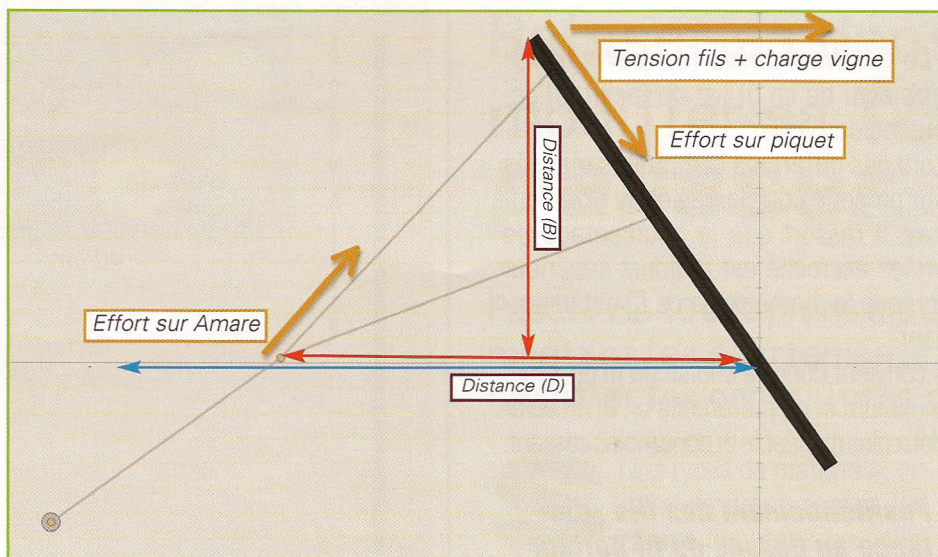 Tension fils + charge vigne
Effort sur piquet
Distance (B)
Effort sur Amare
Distance (D)